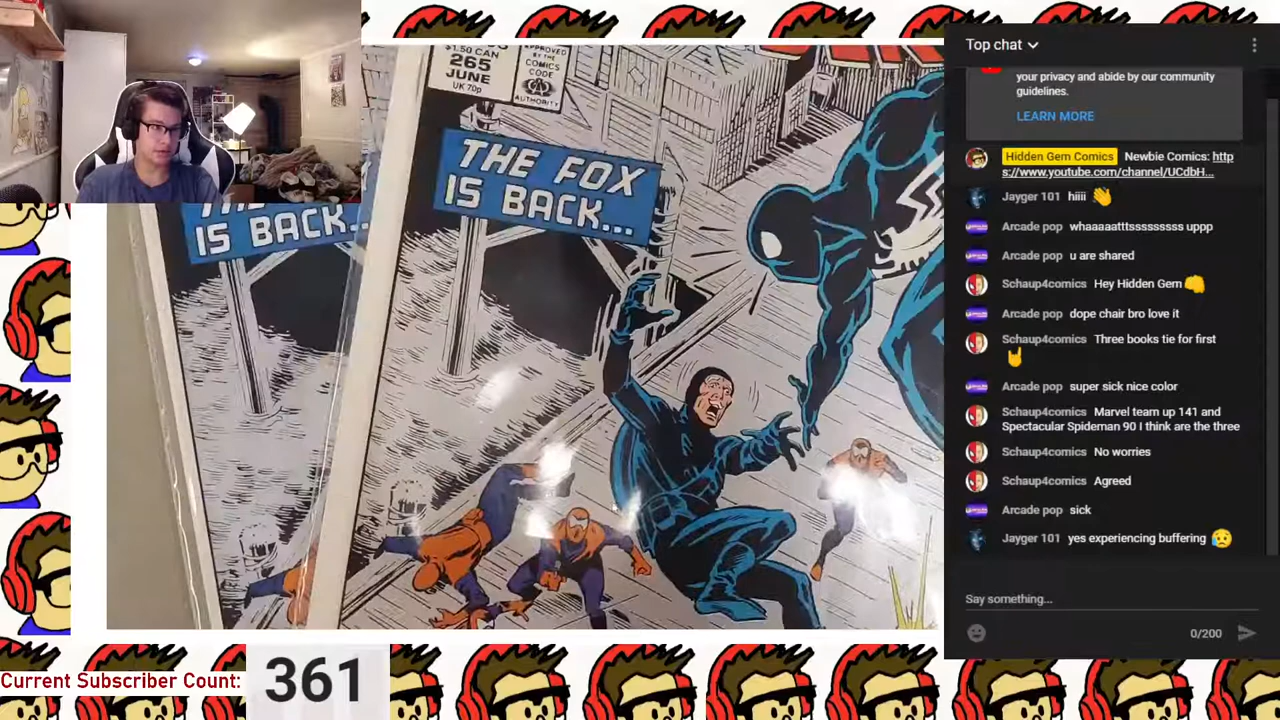 $1.50 CAN
265
JUNE
UK 70p
APPROVED
BY THE
COMICS
CODE
AUTHORITY
THE FOX
IS BACK...
IS BACK...
Top chat
your privacy and abide by our community
guidelines.
LEARN MORE
Hidden Gem Comics Newbie Comics: http
s://www.youtube.com/channel/UCdbH...
Jayger 101 hiiii 👋
Arcade pop whaaaaatttsssssssss uppp
Arcade pop u are shared
Schaup4comics Hey Hidden Gem 👊
Arcade pop dope chair bro love it
Schaup4comics Three books tie for first
🤘
Arcade pop super sick nice color
Schaup4comics Marvel team up 141 and
Spectacular Spideman 90 I think are the three
Schaup4comics No worries
Schaup4comics Agreed
Arcade pop sick
Jayger 101 yes experiencing buffering 😥
Say something...
0/200
Current Subscriber Count:
361